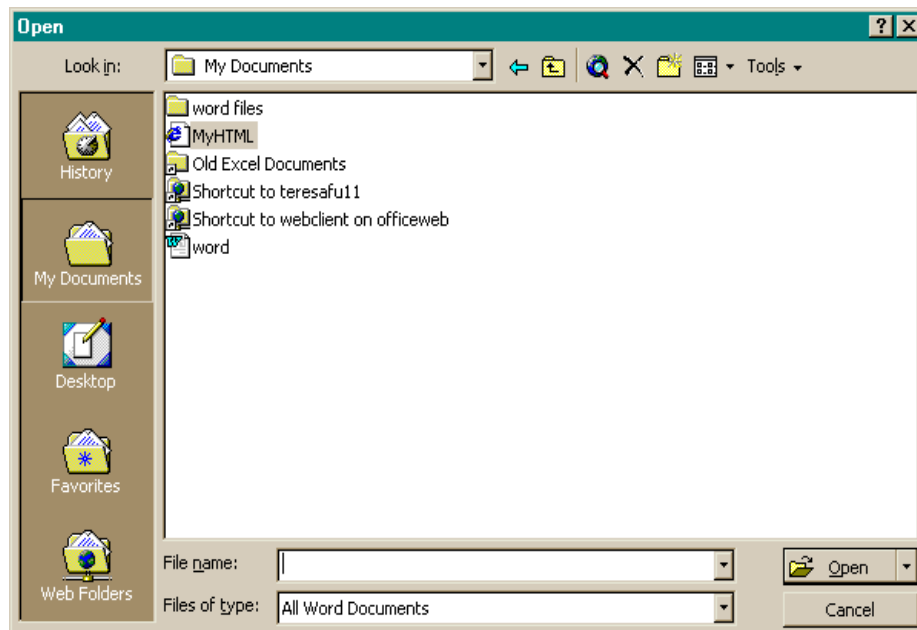 Open
Look in:
My Documents
Tools
History
My Documents
Desktop
Favorites
Web Folders
word files
MyHTML
Old Excel Documents
Shortcut to teresafu11
Shortcut to webclient on officeweb
word
File name:
Open
Files of type:
All Word Documents
Cancel